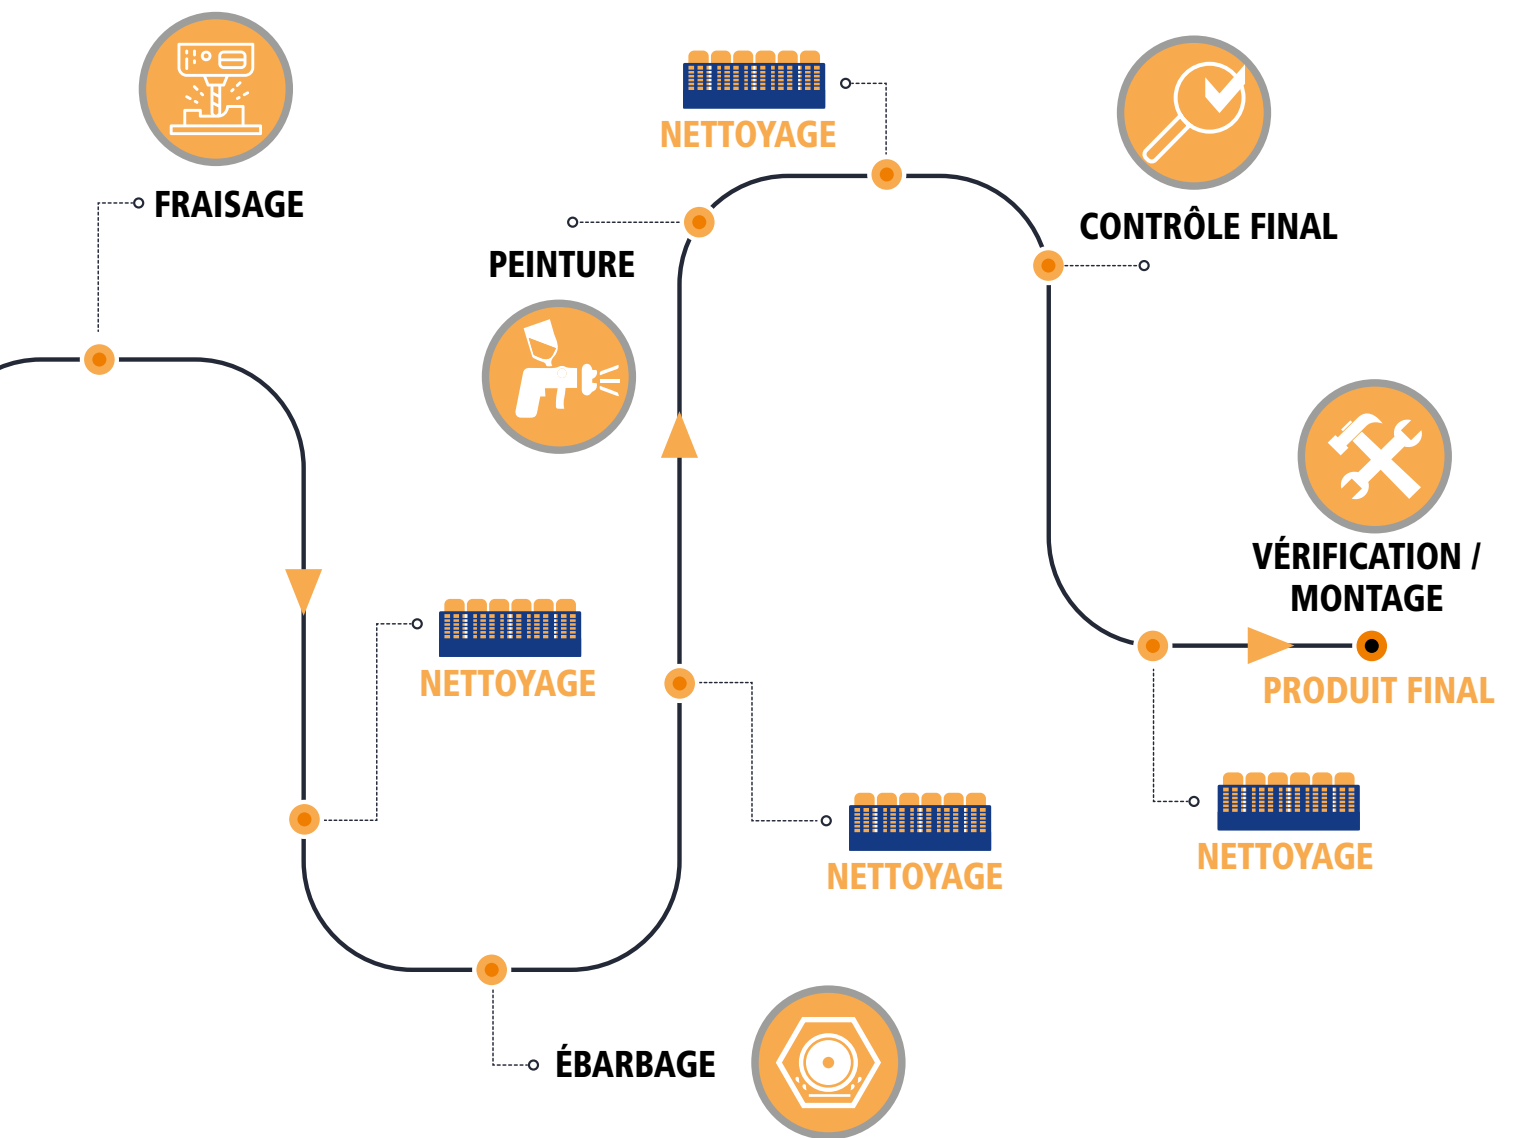 FRAISAGE
NETTOYAGE
ÉBARBAGE
NETTOYAGE
PEINTURE
NETTOYAGE
CONTRÔLE FINAL
NETTOYAGE
VÉRIFICATION /
MONTAGE
PRODUIT FINAL